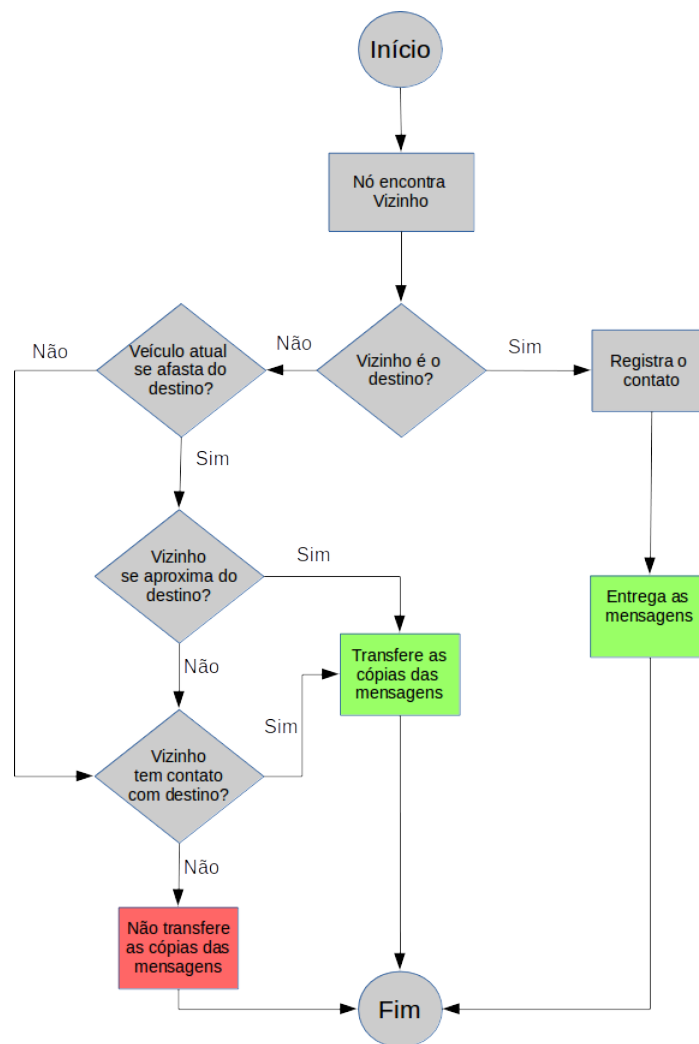 Início
Nó encontra
Vizinho
Não
Veículo atual
se afasta do
destino?
Não
Vizinho é o
destino?
Sim
Registra o
contato
Sim
Vizinho
se aproxima do
destino?
Sim
Entrega as
mensagens
Não
Transfere as
cópias das
mensagens
Vizinho
tem contato
com destino?
Sim
Não
Não transfere
as cópias das
mensagens
Fim